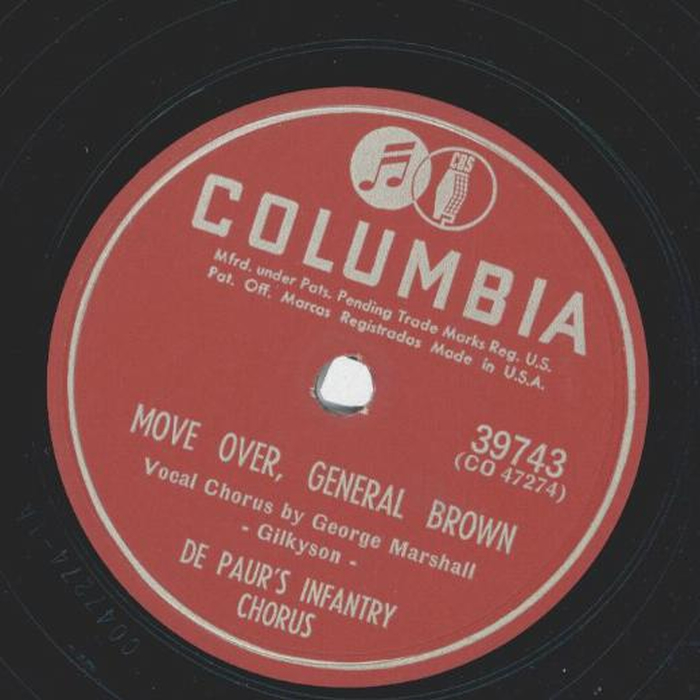 CBS
COLUMBIA
Mfrd. under Pats. Pending Trade Marks Reg. U.S.
Pat. Off. Marcas Registradas Made in U.S.A.
39743
(CO 47274)
MOVE OVER, GENERAL BROWN
Vocal Chorus by George Marshall
- Gilkyson -
DE PAUR'S INFANTRY
CHORUS